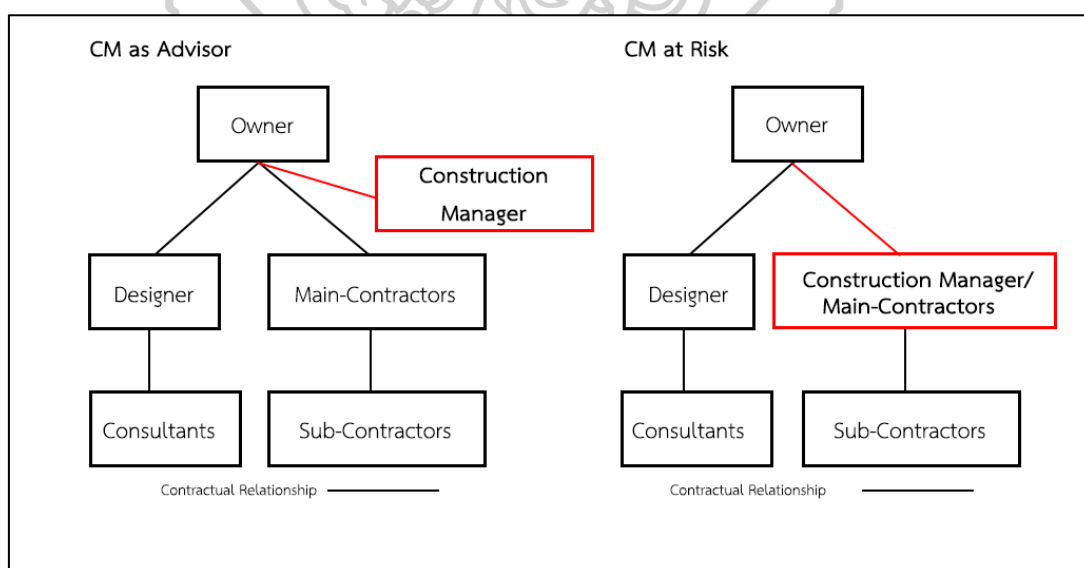 CM as Advisor
Owner
Construction
Manager
Designer
Main-Contractors
Consultants
Sub-Contractors
Contractual Relationship
CM at Risk
Owner
Designer
Construction Manager/
Main-Contractors
Consultants
Sub-Contractors
Contractual Relationship